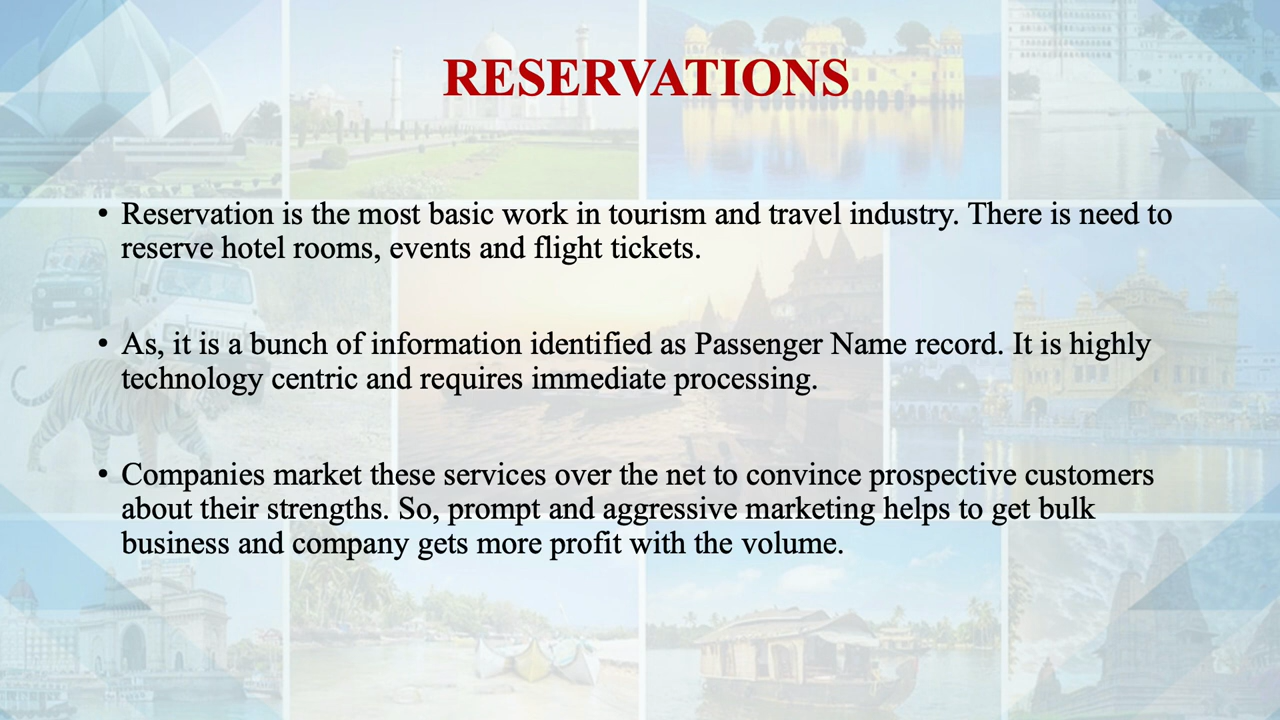 RESERVATIONS
• Reservation is the most basic work in tourism and travel industry. There is need to
reserve hotel rooms, events and flight tickets.
• As, it is a bunch of information identified as Passenger Name record. It is highly
technology centric and requires immediate processing.
• Companies market these services over the net to convince prospective customers
about their strengths. So, prompt and aggressive marketing helps to get bulk
business and company gets more profit with the volume.